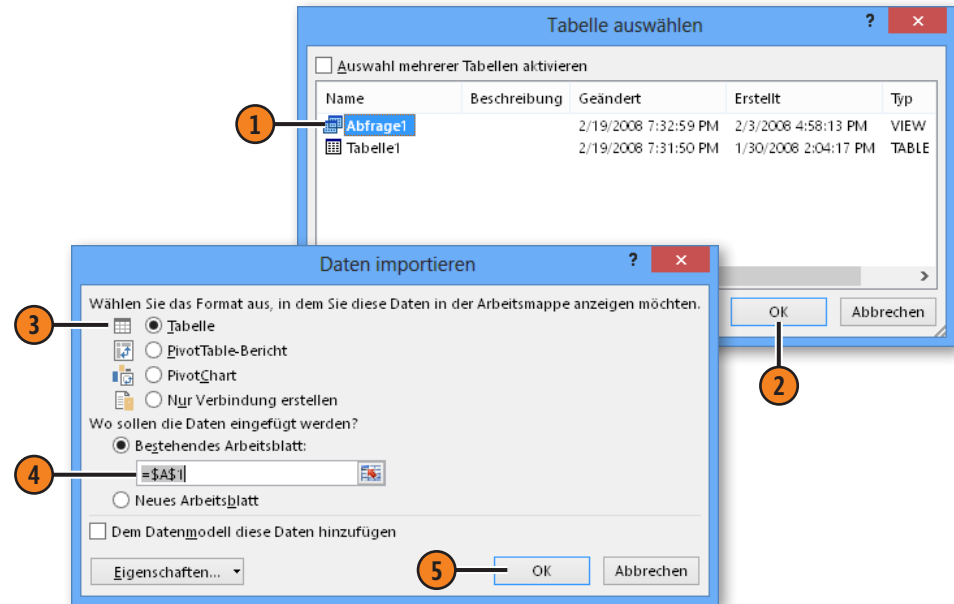 Tabelle auswählen ?
Auswahl mehrerer Tabellen aktivieren
Name Beschreibung Geändert Erstellt Typ
1 Abfrage1 2/19/2008 7:32:59 PM 2/3/2008 4:58:13 PM VIEW
Tabelle1 2/19/2008 7:31:50 PM 1/30/2008 2:04:17 PM TABLE
OK Abbrechen
2
Daten importieren ?
Wählen Sie das Format aus, in dem Sie diese Daten in der Arbeitsmappe anzeigen möchten.
3 Tabelle
PivotTable-Bericht
PivotChart
Nur Verbindung erstellen
Wo sollen die Daten eingefügt werden?
Bestehendes Arbeitsblatt:
4 =$A$1
Neues Arbeitsblatt
Dem Datenmodell diese Daten hinzufügen
Eigenschaften... 5 OK Abbrechen